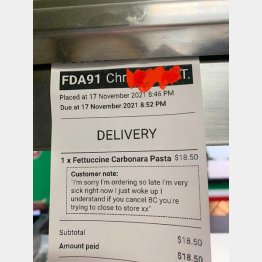 FDA91 Chr T.
Placed at 17 November 2021 8:46 PM
Due at 17 November 2021 8:52 PM
DELIVERY
1 x Fettuccine Carbonara Pasta $18.50
Customer note:
"I'm sorry I'm ordering so late I'm very
sick right now I just woke up I
understand if you cancel BC you're
trying to close to store xx"
Subtotal $18.50
Amount paid $18.50